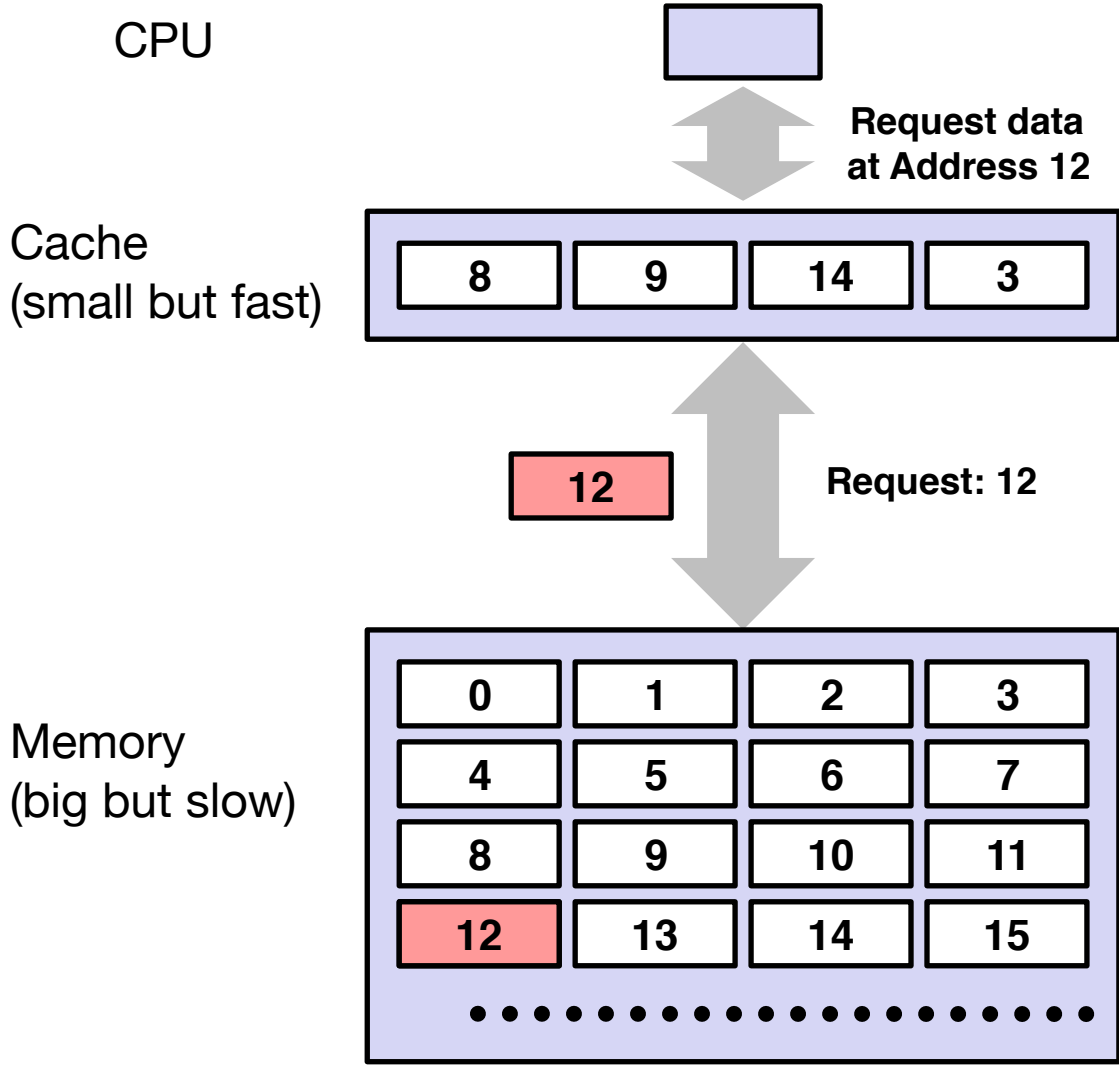 CPU
Request data
at Address 12
Cache
(small but fast)
8 9 14 3
12
Request: 12
Memory
(big but slow)
0 1 2 3
4 5 6 7
8 9 10 11
12 13 14 15